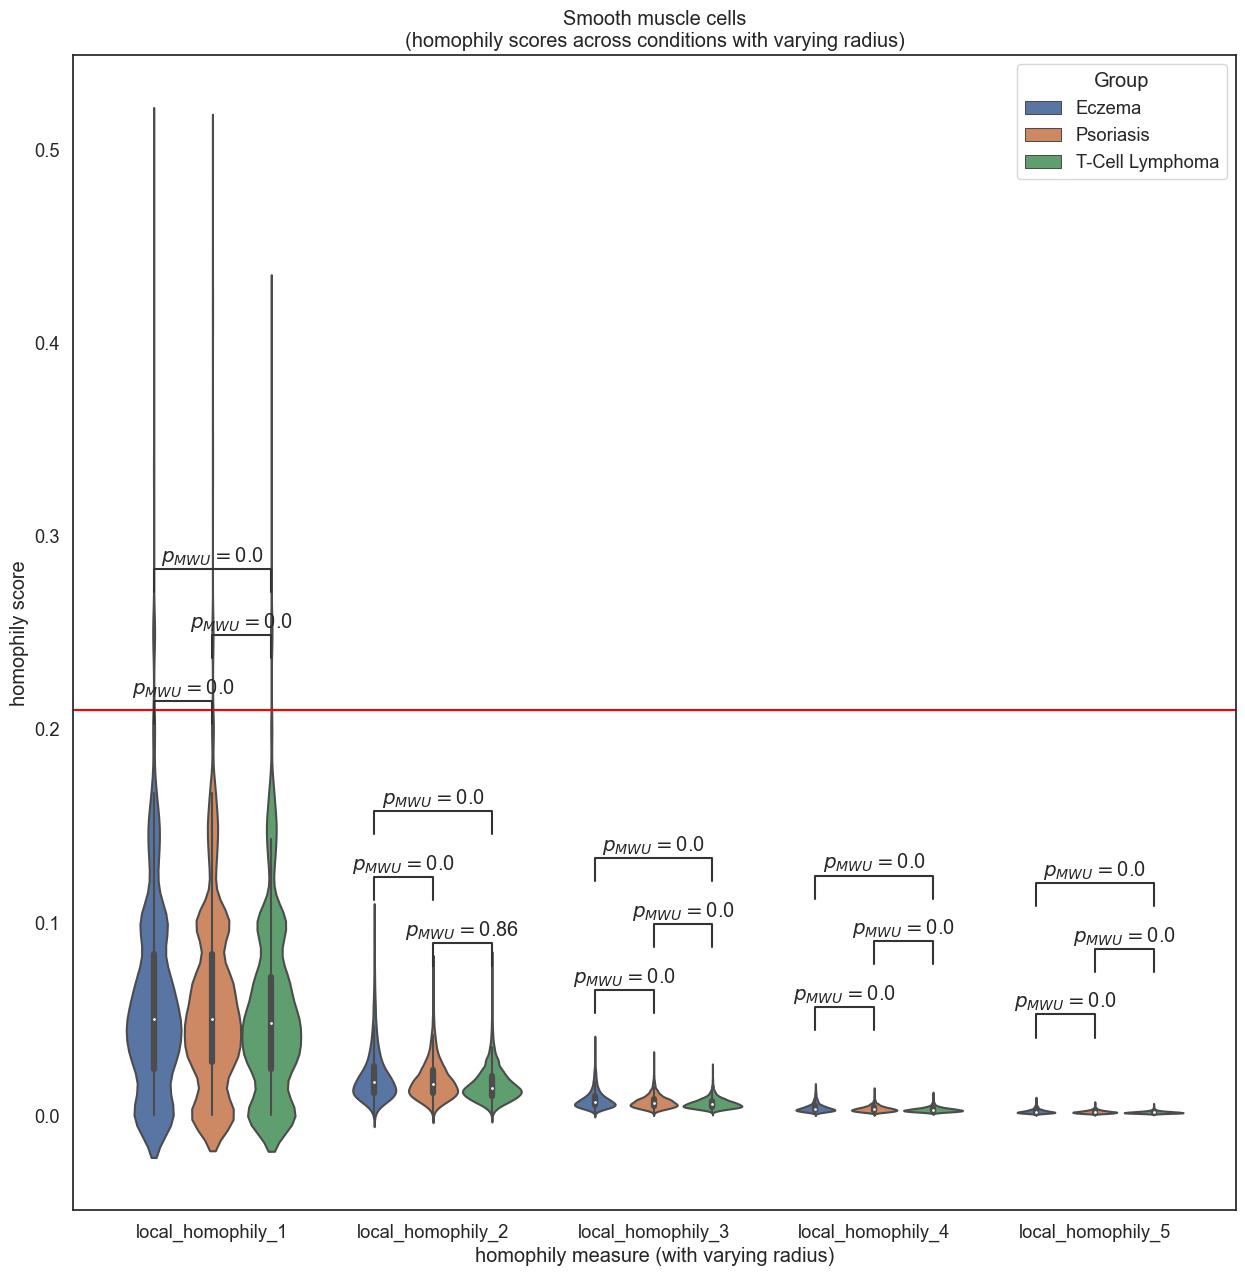 Smooth muscle cells
(homophily scores across conditions with varying radius)
Group
Eczema
Psoriasis
T-Cell Lymphoma
homophily score
0.5
0.4
0.3
0.2
0.1
0.0
p_MWU = 0.0
p_MWU = 0.0
p_MWU = 0.0
p_MWU = 0.0
p_MWU = 0.0
p_MWU = 0.86
p_MWU = 0.0
p_MWU = 0.0
p_MWU = 0.0
p_MWU = 0.0
p_MWU = 0.0
p_MWU = 0.0
p_MWU = 0.0
p_MWU = 0.0
p_MWU = 0.0
local_homophily_1 local_homophily_2 local_homophily_3 local_homophily_4 local_homophily_5
homophily measure (with varying radius)